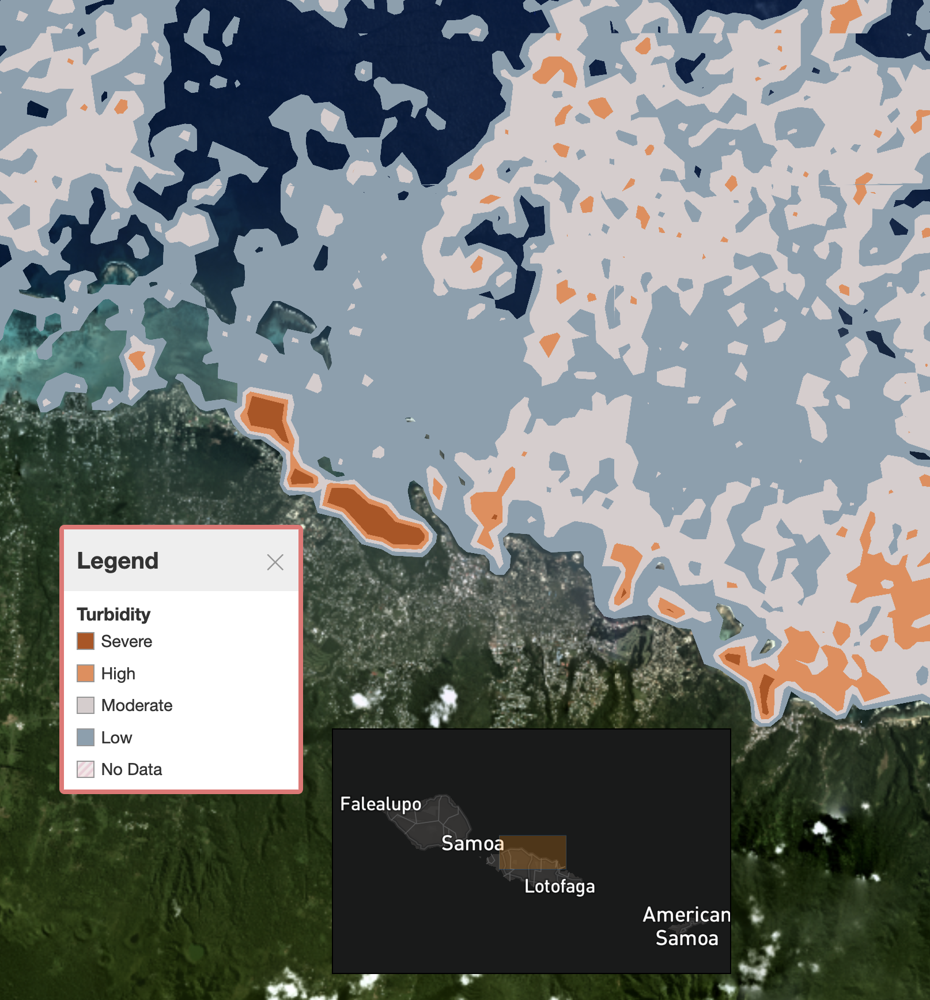 Legend
Turbidity
Severe
High
Moderate
Low
No Data
Falealupo
Samoa
Lotofaga
American
Samoa